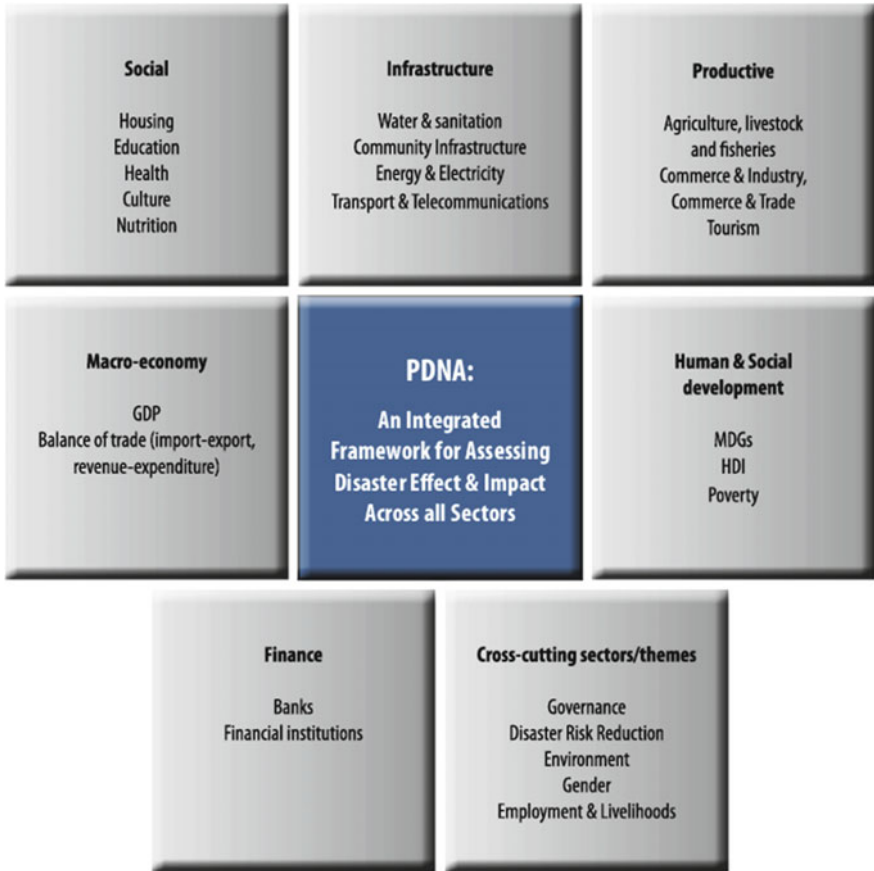 Social
Housing
Education
Health
Culture
Nutrition
Infrastructure
Water & sanitation
Community Infrastructure
Energy & Electricity
Transport & Telecommunications
Productive
Agriculture, livestock
and fisheries
Commerce & Industry,
Commerce & Trade
Tourism
Macro-economy
GDP
Balance of trade (import-export,
revenue-expenditure)
PDNA:
An Integrated
Framework for Assessing
Disaster Effect & Impact
Across all Sectors
Human & Social
development
MDGs
HDI
Poverty
Finance
Banks
Financial institutions
Cross-cutting sectors/themes
Governance
Disaster Risk Reduction
Environment
Gender
Employment & Livelihoods